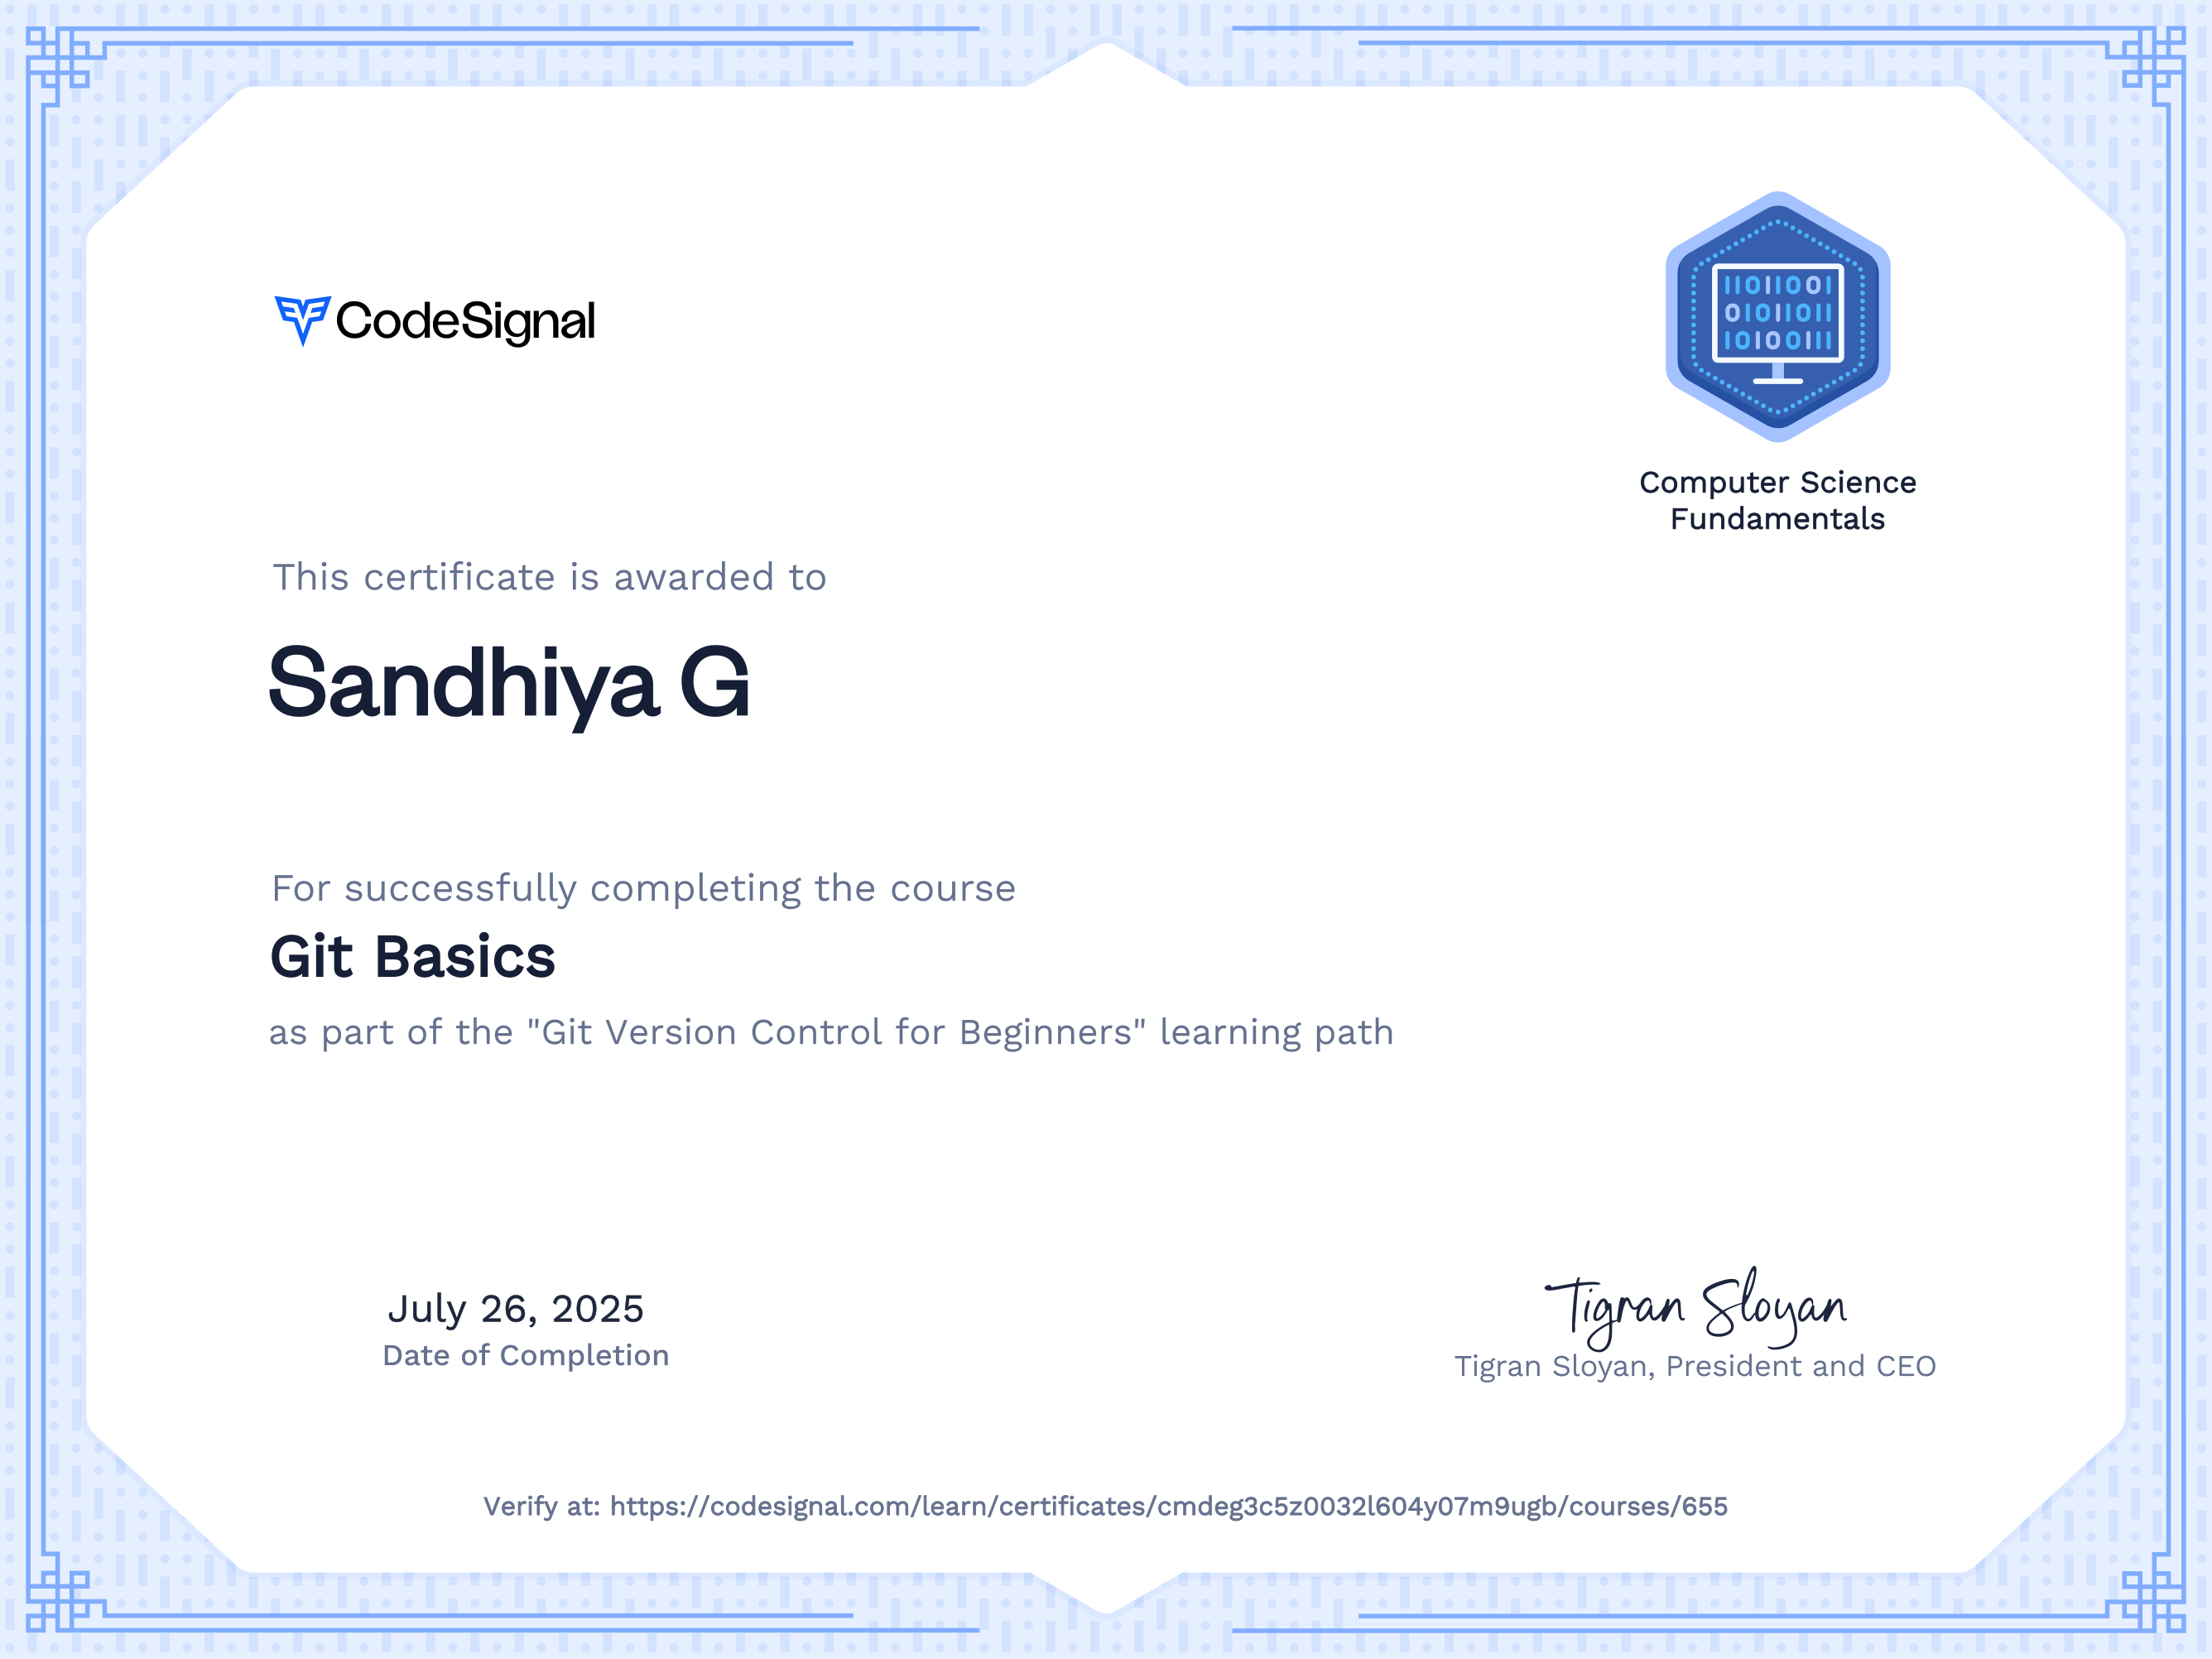 CodeSignal
11011001
01010110
10100111
Computer Science
Fundamentals
This certificate is awarded to
Sandhiya G
For successfully completing the course
Git Basics
as part of the "Git Version Control for Beginners" learning path
July 26, 2025
Date of Completion
Tigran Sloyan
Tigran Sloyan, President and CEO
Verify at: https://codesignal.com/learn/certificates/cmdeg3c5z0032l604y07m9ugb/courses/655